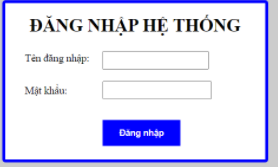 ĐĂNG NHẬP HỆ THỐNG
Tên đăng nhập:
Mật khẩu:
Đăng nhập